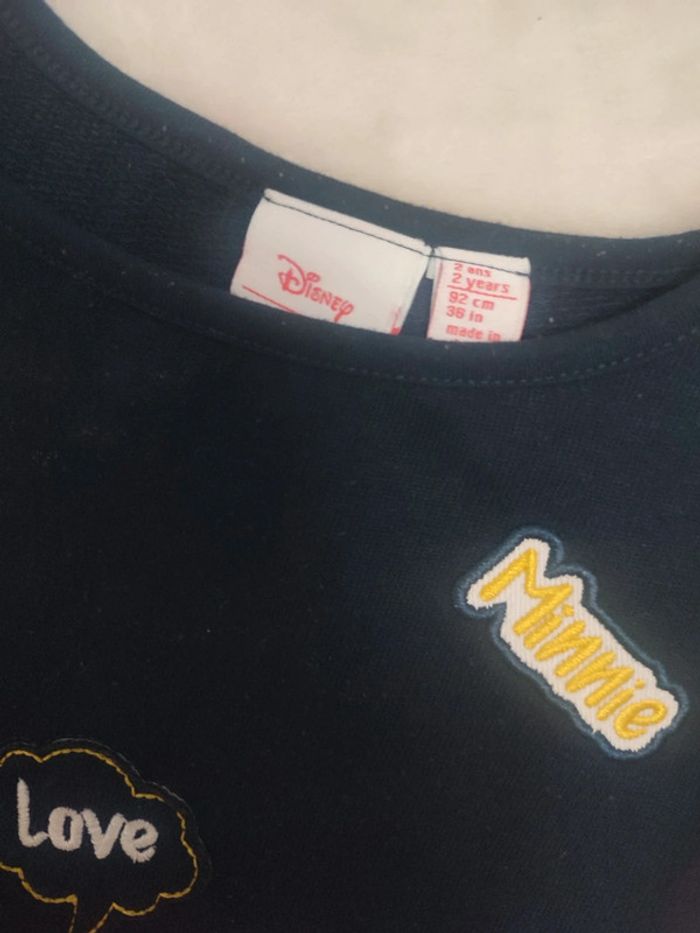 Disney
2 ans
2 years
92 cm
36 in
made in
Minnie
Love